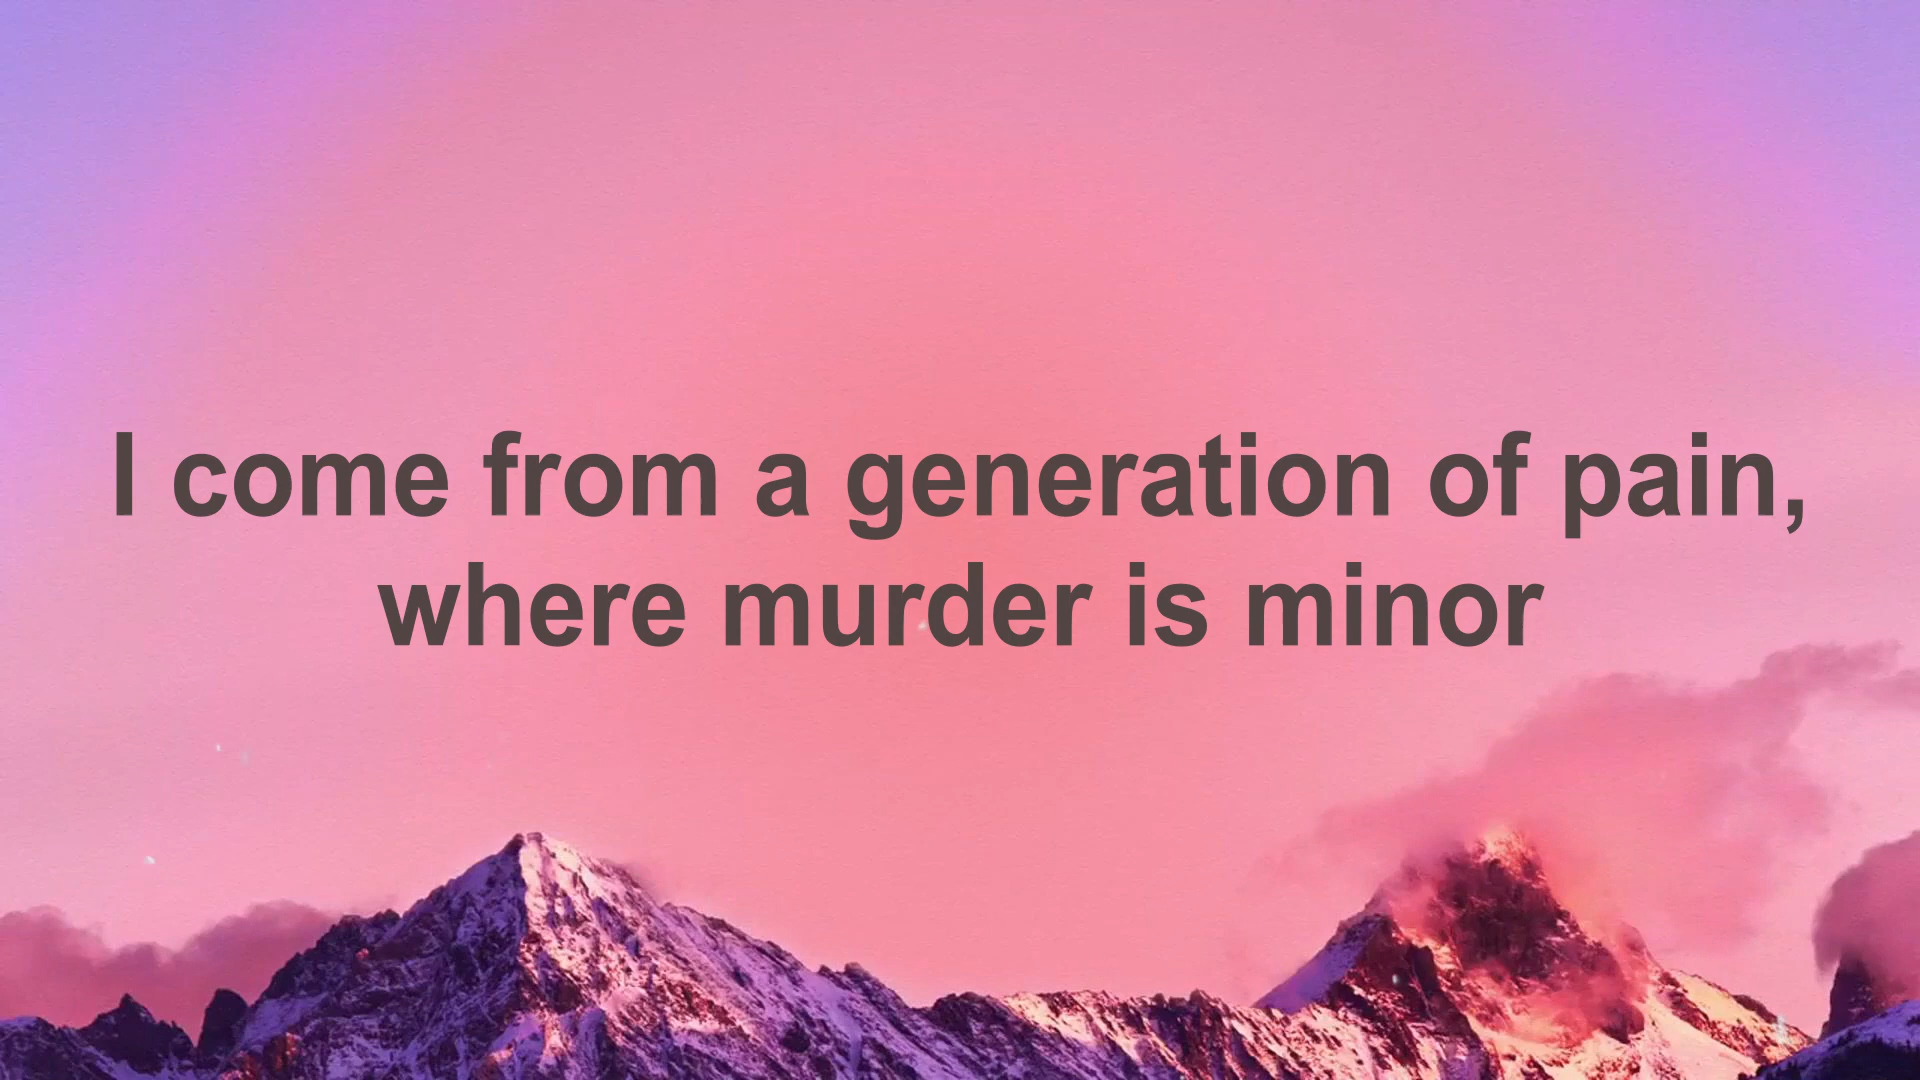 I come from a generation of pain,
where murder is minor